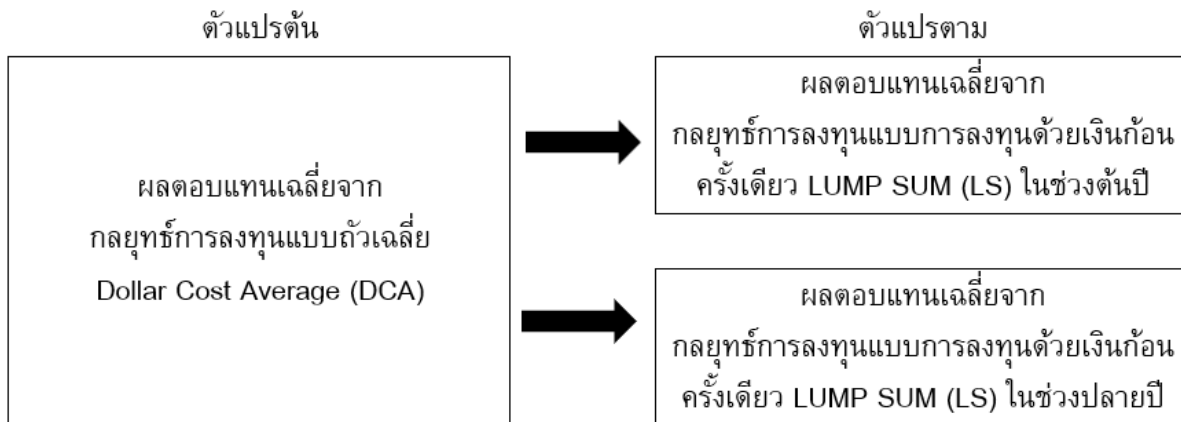 ตัวแปรต้น
ตัวแปรตาม
ผลตอบแทนเฉลี่ยจาก
กลยุทธ์การลงทุนแบบถัวเฉลี่ย
Dollar Cost Average (DCA)
ผลตอบแทนเฉลี่ยจาก
กลยุทธ์การลงทุนแบบการลงทุนด้วยเงินก้อน
ครั้งเดียว LUMP SUM (LS) ในช่วงต้นปี
ผลตอบแทนเฉลี่ยจาก
กลยุทธ์การลงทุนแบบการลงทุนด้วยเงินก้อน
ครั้งเดียว LUMP SUM (LS) ในช่วงปลายปี